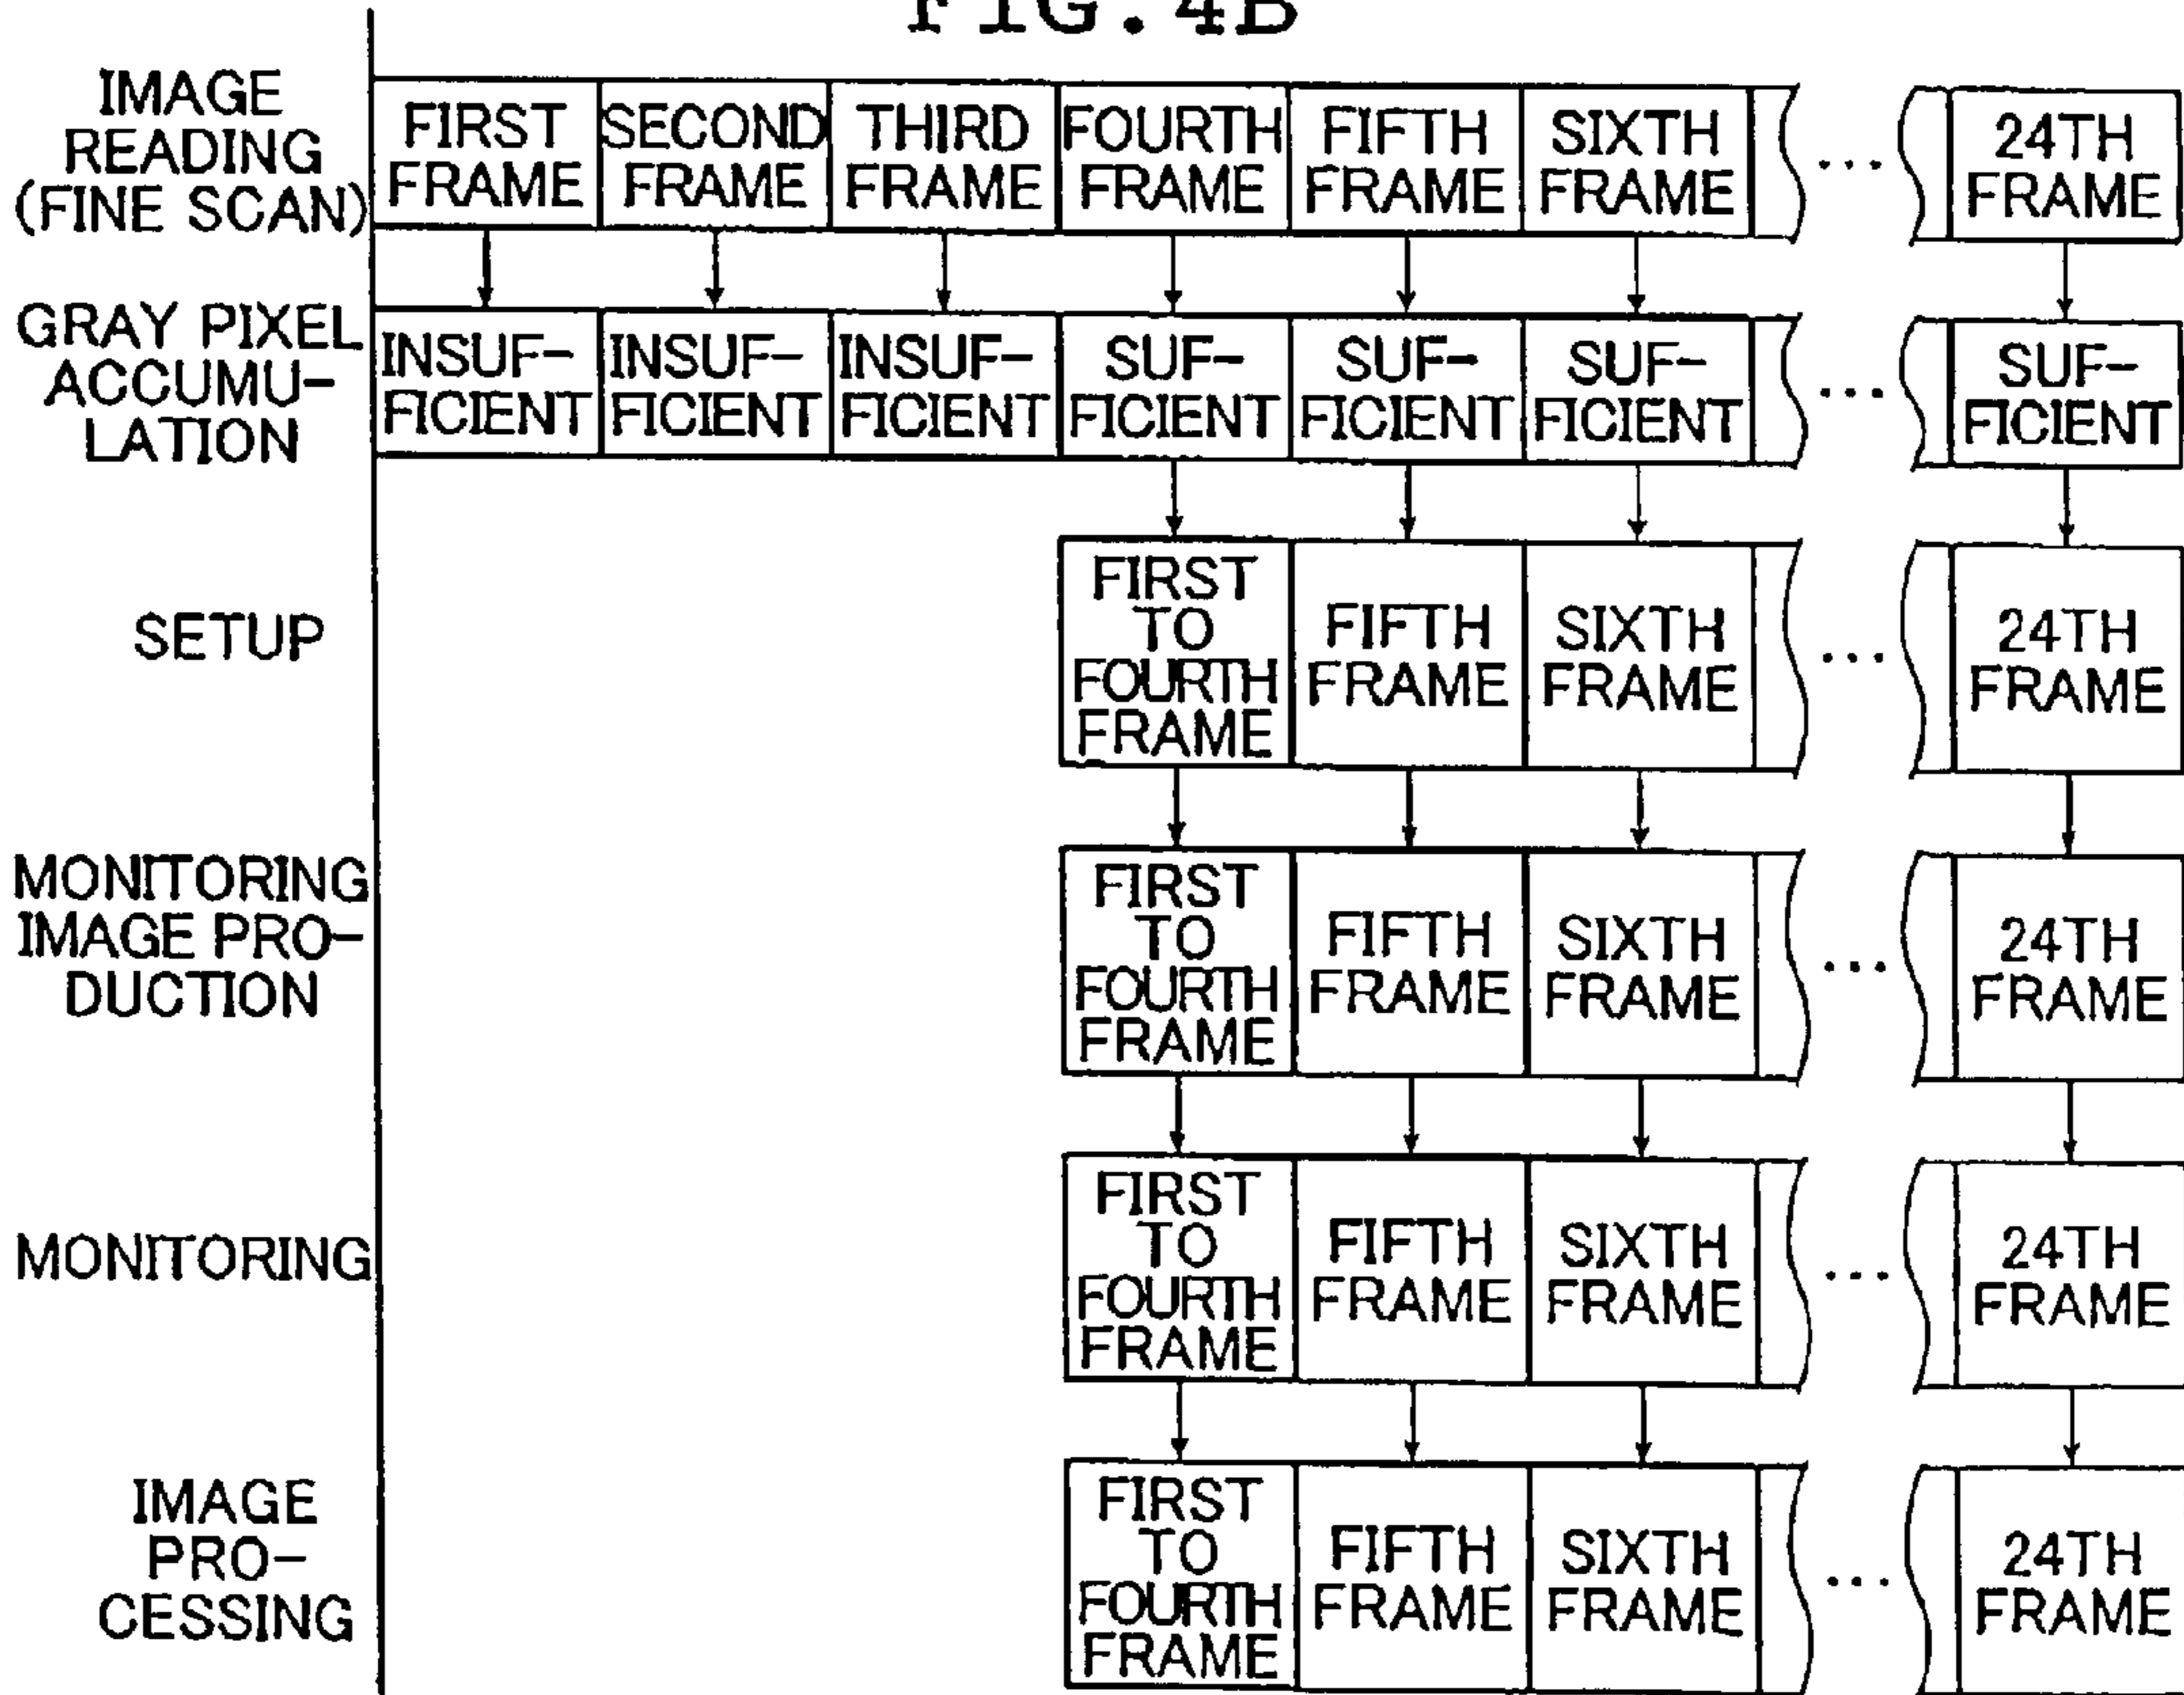 FIG. 4B
IMAGE
READING
(FINE SCAN)
FIRST
FRAME
SECOND
FRAME
THIRD
FRAME
FOURTH
FRAME
FIFTH
FRAME
SIXTH
FRAME
...
24TH
FRAME
GRAY PIXEL
ACCUMU-
LATION
INSUF-
FICIENT
INSUF-
FICIENT
INSUF-
FICIENT
SUF-
FICIENT
SUF-
FICIENT
SUF-
FICIENT
...
SUF-
FICIENT
SETUP
FIRST
TO
FOURTH
FRAME
FIFTH
FRAME
SIXTH
FRAME
...
24TH
FRAME
MONITORING
IMAGE PRO-
DUCTION
FIRST
TO
FOURTH
FRAME
FIFTH
FRAME
SIXTH
FRAME
...
24TH
FRAME
MONITORING
FIRST
TO
FOURTH
FRAME
FIFTH
FRAME
SIXTH
FRAME
...
24TH
FRAME
IMAGE
PRO-
CESSING
FIRST
TO
FOURTH
FRAME
FIFTH
FRAME
SIXTH
FRAME
...
24TH
FRAME